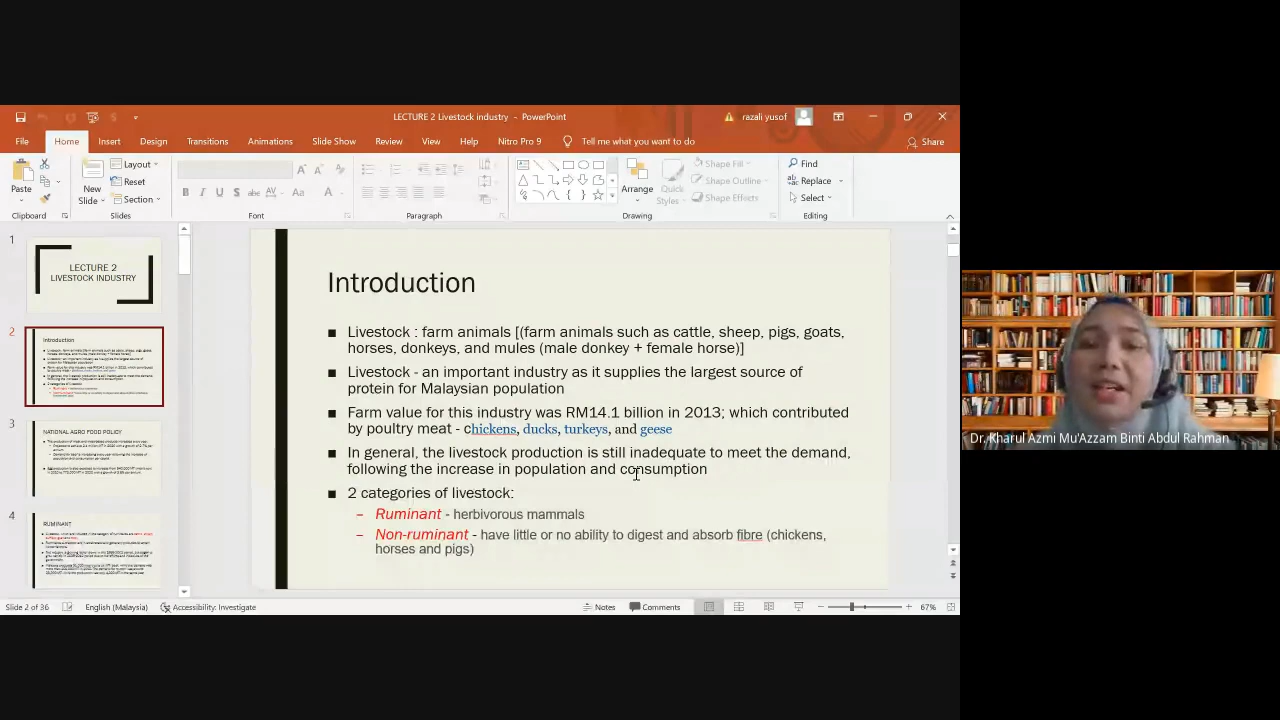 LECTURE 2 Livestock industry - PowerPoint
razali yusof
File Home Insert Design Transitions Animations Slide Show Review View Help Nitro Pro 9 Tell me what you want to do
Share
Paste
New
Slide
Layout
Reset
Section
Arrange
Quick
Styles
Shape Fill
Shape Outline
Shape Effects
Find
Replace
Select
Clipboard Slides Font Paragraph Drawing Editing
1
LECTURE 2
LIVESTOCK INDUSTRY
2
Introduction
3
NATIONAL AGRO FOOD POLICY
4
RUMINANT
Introduction
■ Livestock : farm animals [(farm animals such as cattle, sheep, pigs, goats,
horses, donkeys, and mules (male donkey + female horse)]
■ Livestock - an important industry as it supplies the largest source of
protein for Malaysian population
■ Farm value for this industry was RM14.1 billion in 2013; which contributed
by poultry meat - chickens, ducks, turkeys, and geese
■ In general, the livestock production is still inadequate to meet the demand,
following the increase in population and consumption
■ 2 categories of livestock:
– Ruminant - herbivorous mammals
– Non-ruminant - have little or no ability to digest and absorb fibre (chickens,
horses and pigs)
Dr. Kharul Azmi Mu'Azzam Binti Abdul Rahman
Slide 2 of 36 English (Malaysia) Accessibility: Investigate Notes Comments 67%